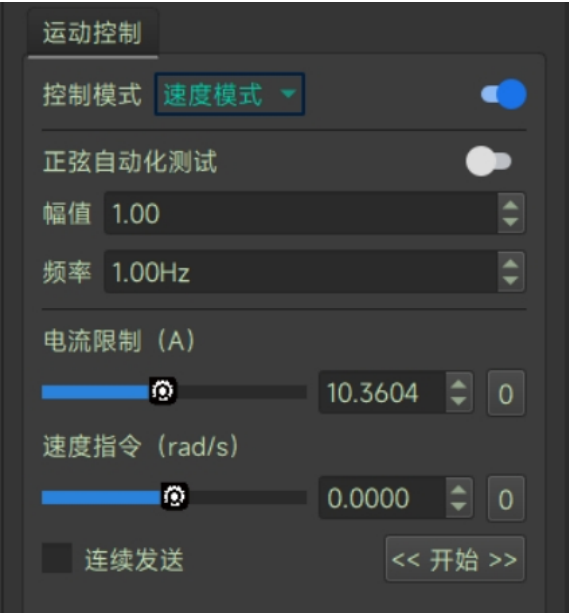 运动控制
控制模式 速度模式
正弦自动化测试
幅值 1.00
频率 1.00Hz
电流限制（A）
10.3604 0
速度指令（rad/s）
0.0000 0
连续发送 << 开始 >>